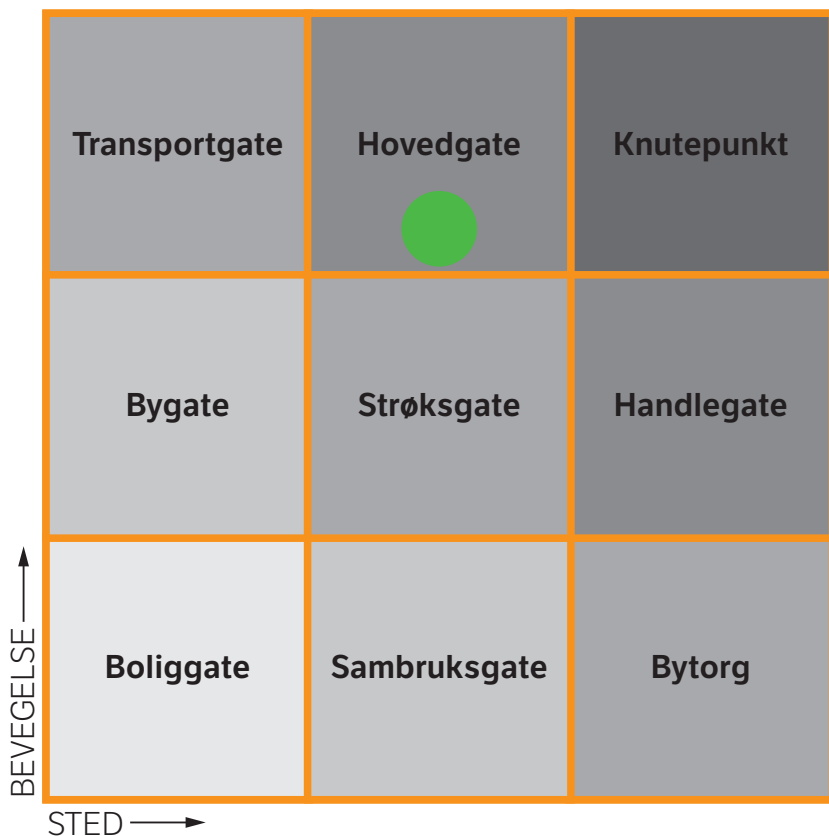 Transportgate
Hovedgate
Knutepunkt
Bygate
Strøksgate
Handlegate
Boliggate
Sambruksgate
Bytorg
BEVEGELSE
STED